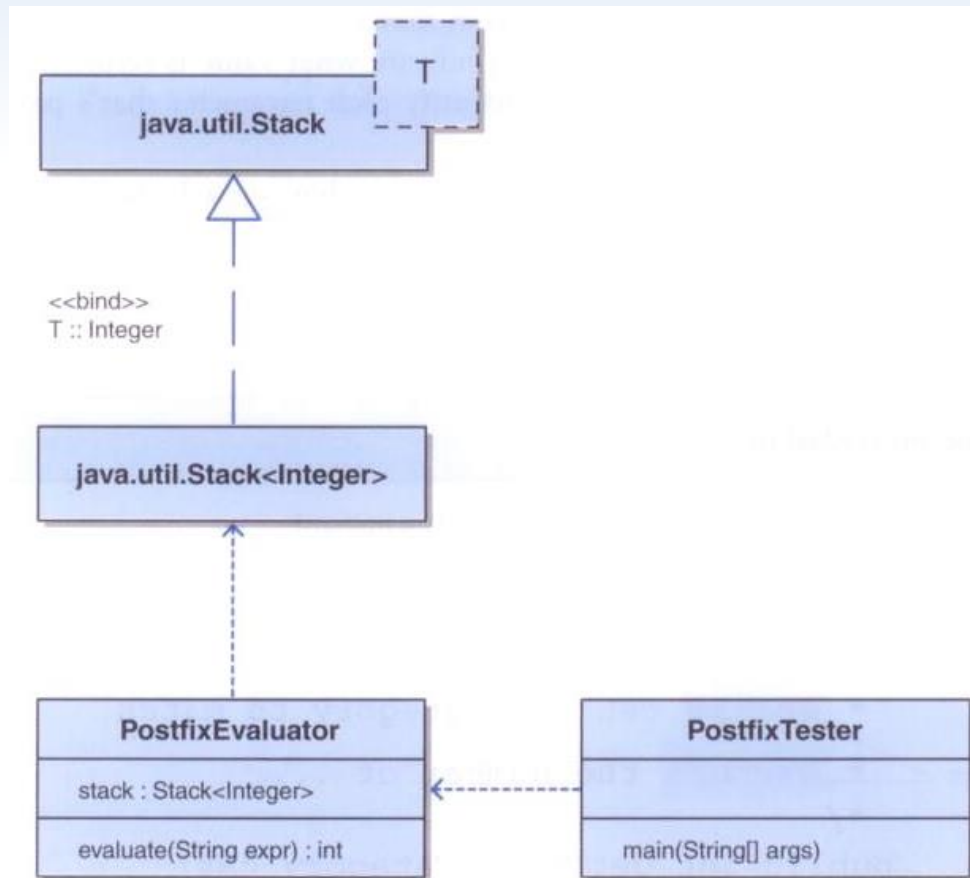 T
java.util.Stack
<<bind>>
T :: Integer
java.util.Stack<Integer>
PostfixEvaluator
stack : Stack<Integer>
evaluate(String expr) : int
PostfixTester
main(String[] args)